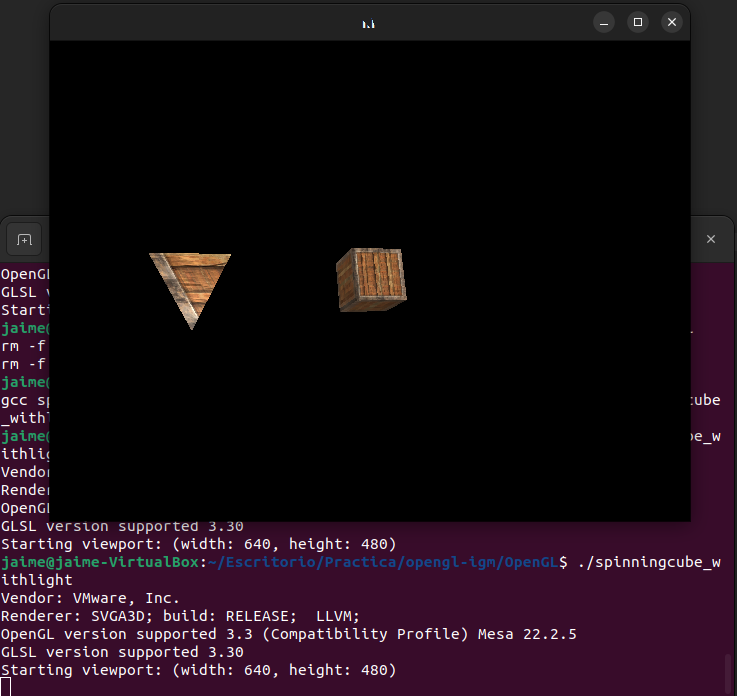 OpenGL
GLSL v
Starti
jaime@
rm -f
rm -f
jaime@
gcc sp cube
_withl
jaime@ be_w
ithlig
Vendor
Render
OpenGL
GLSL version supported 3.30
Starting viewport: (width: 640, height: 480)
jaime@jaime-VirtualBox:~/Escritorio/Practica/opengl-igm/OpenGL$ ./spinningcube_w
ithlight
Vendor: VMware, Inc.
Renderer: SVGA3D; build: RELEASE;  LLVM;
OpenGL version supported 3.3 (Compatibility Profile) Mesa 22.2.5
GLSL version supported 3.30
Starting viewport: (width: 640, height: 480)